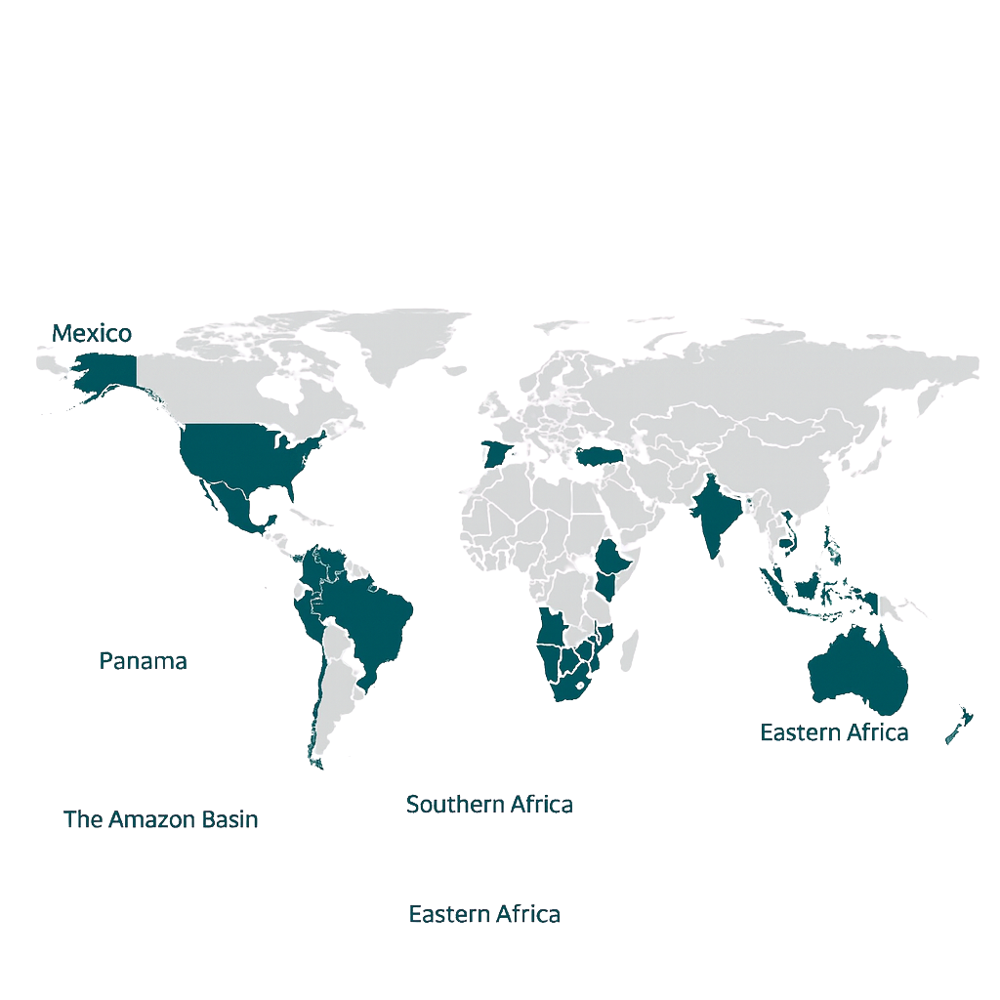 Mexico
Panama
Eastern Africa
Southern Africa
The Amazon Basin
Eastern Africa